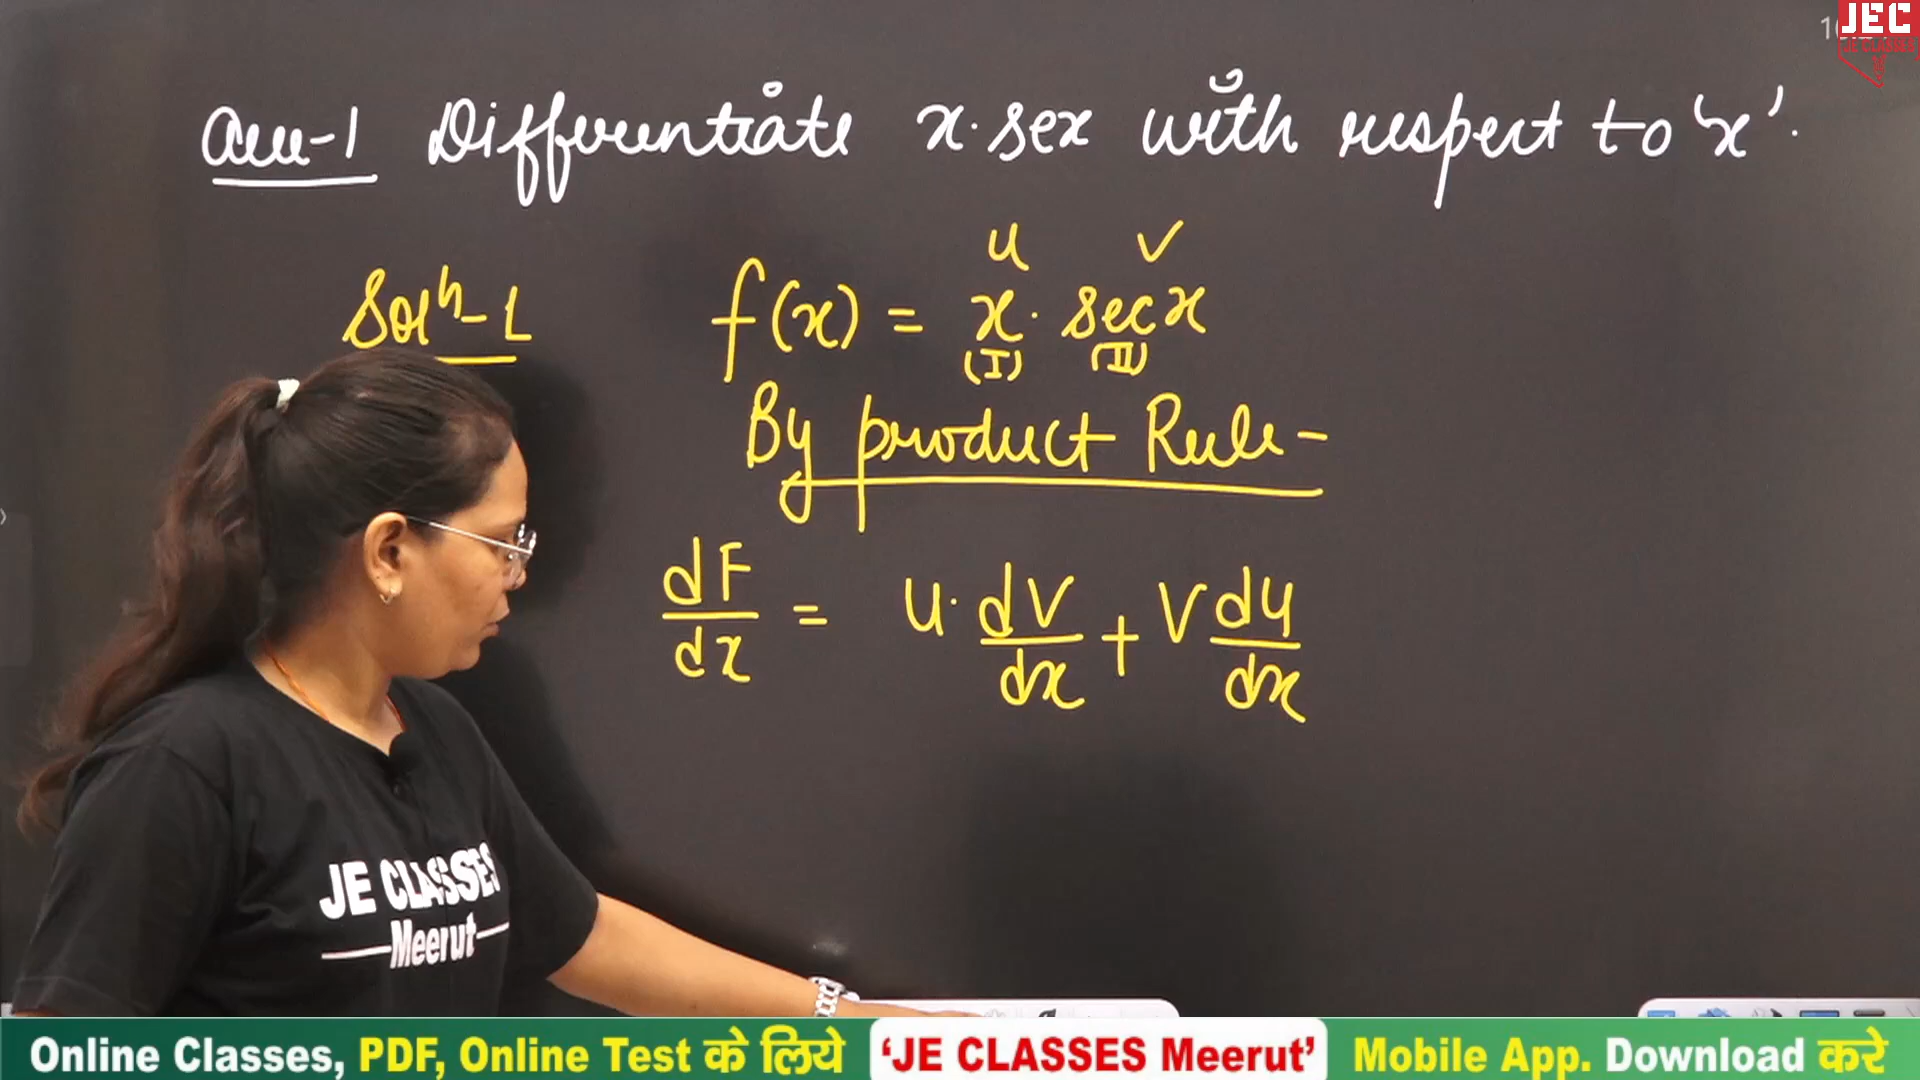 JEC
JE CLASSES
Que-1 Differentiate x. sex with respect to 'x'.
u v
Solⁿ-1 f(x) = x. secx
(I) (II)
By product Rule-
dF/dx = u. dv/dx + v du/dx
JE CLASSES
Meerut
Online Classes, PDF, Online Test के लिये 'JE CLASSES Meerut' Mobile App. Download करे